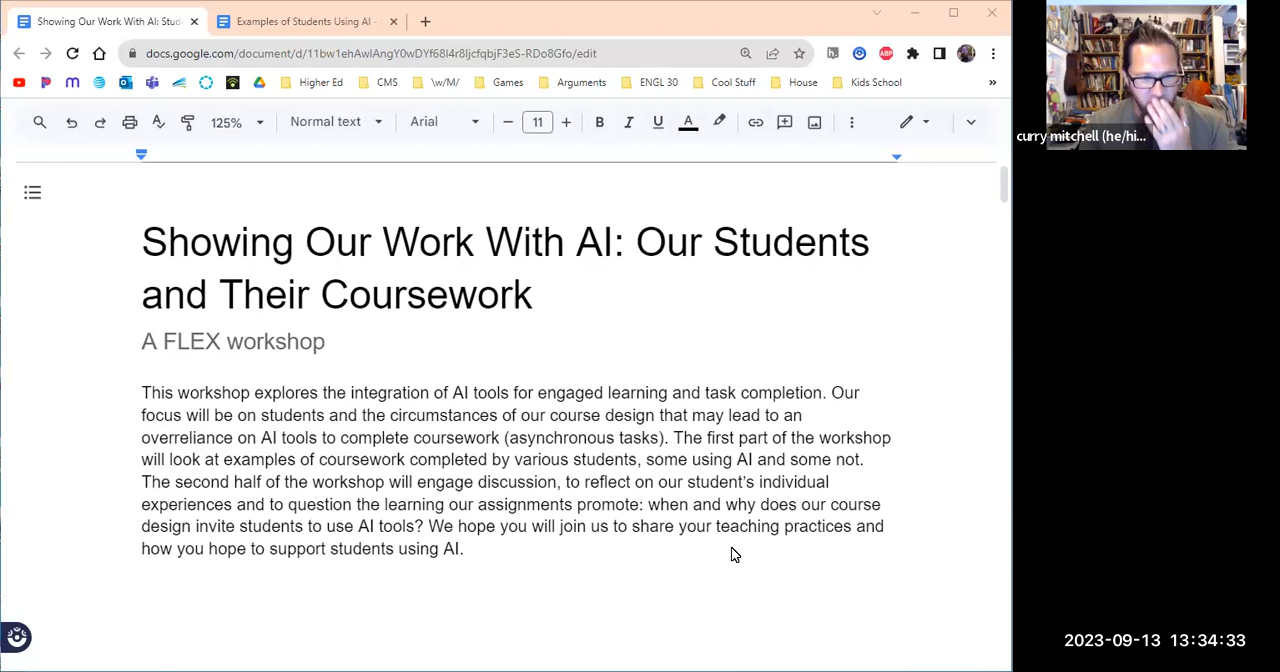 Showing Our Work With AI: Stud
Examples of Students Using AI -
docs.google.com/document/d/11bw1ehAwIAngY0wDYf68l4r8ljcfqbjF3eS-RDo8Gfo/edit
Higher Ed CMS \w/M/ Games Arguments ENGL 30 Cool Stuff House Kids School »
125% Normal text Arial 11 B I U A
Showing Our Work With AI: Our Students
and Their Coursework
A FLEX workshop
This workshop explores the integration of AI tools for engaged learning and task completion. Our
focus will be on students and the circumstances of our course design that may lead to an
overreliance on AI tools to complete coursework (asynchronous tasks). The first part of the workshop
will look at examples of coursework completed by various students, some using AI and some not.
The second half of the workshop will engage discussion, to reflect on our student's individual
experiences and to question the learning our assignments promote: when and why does our course
design invite students to use AI tools? We hope you will join us to share your teaching practices and
how you hope to support students using AI.
curry mitchell (he/hi...
2023-09-13 13:34:33